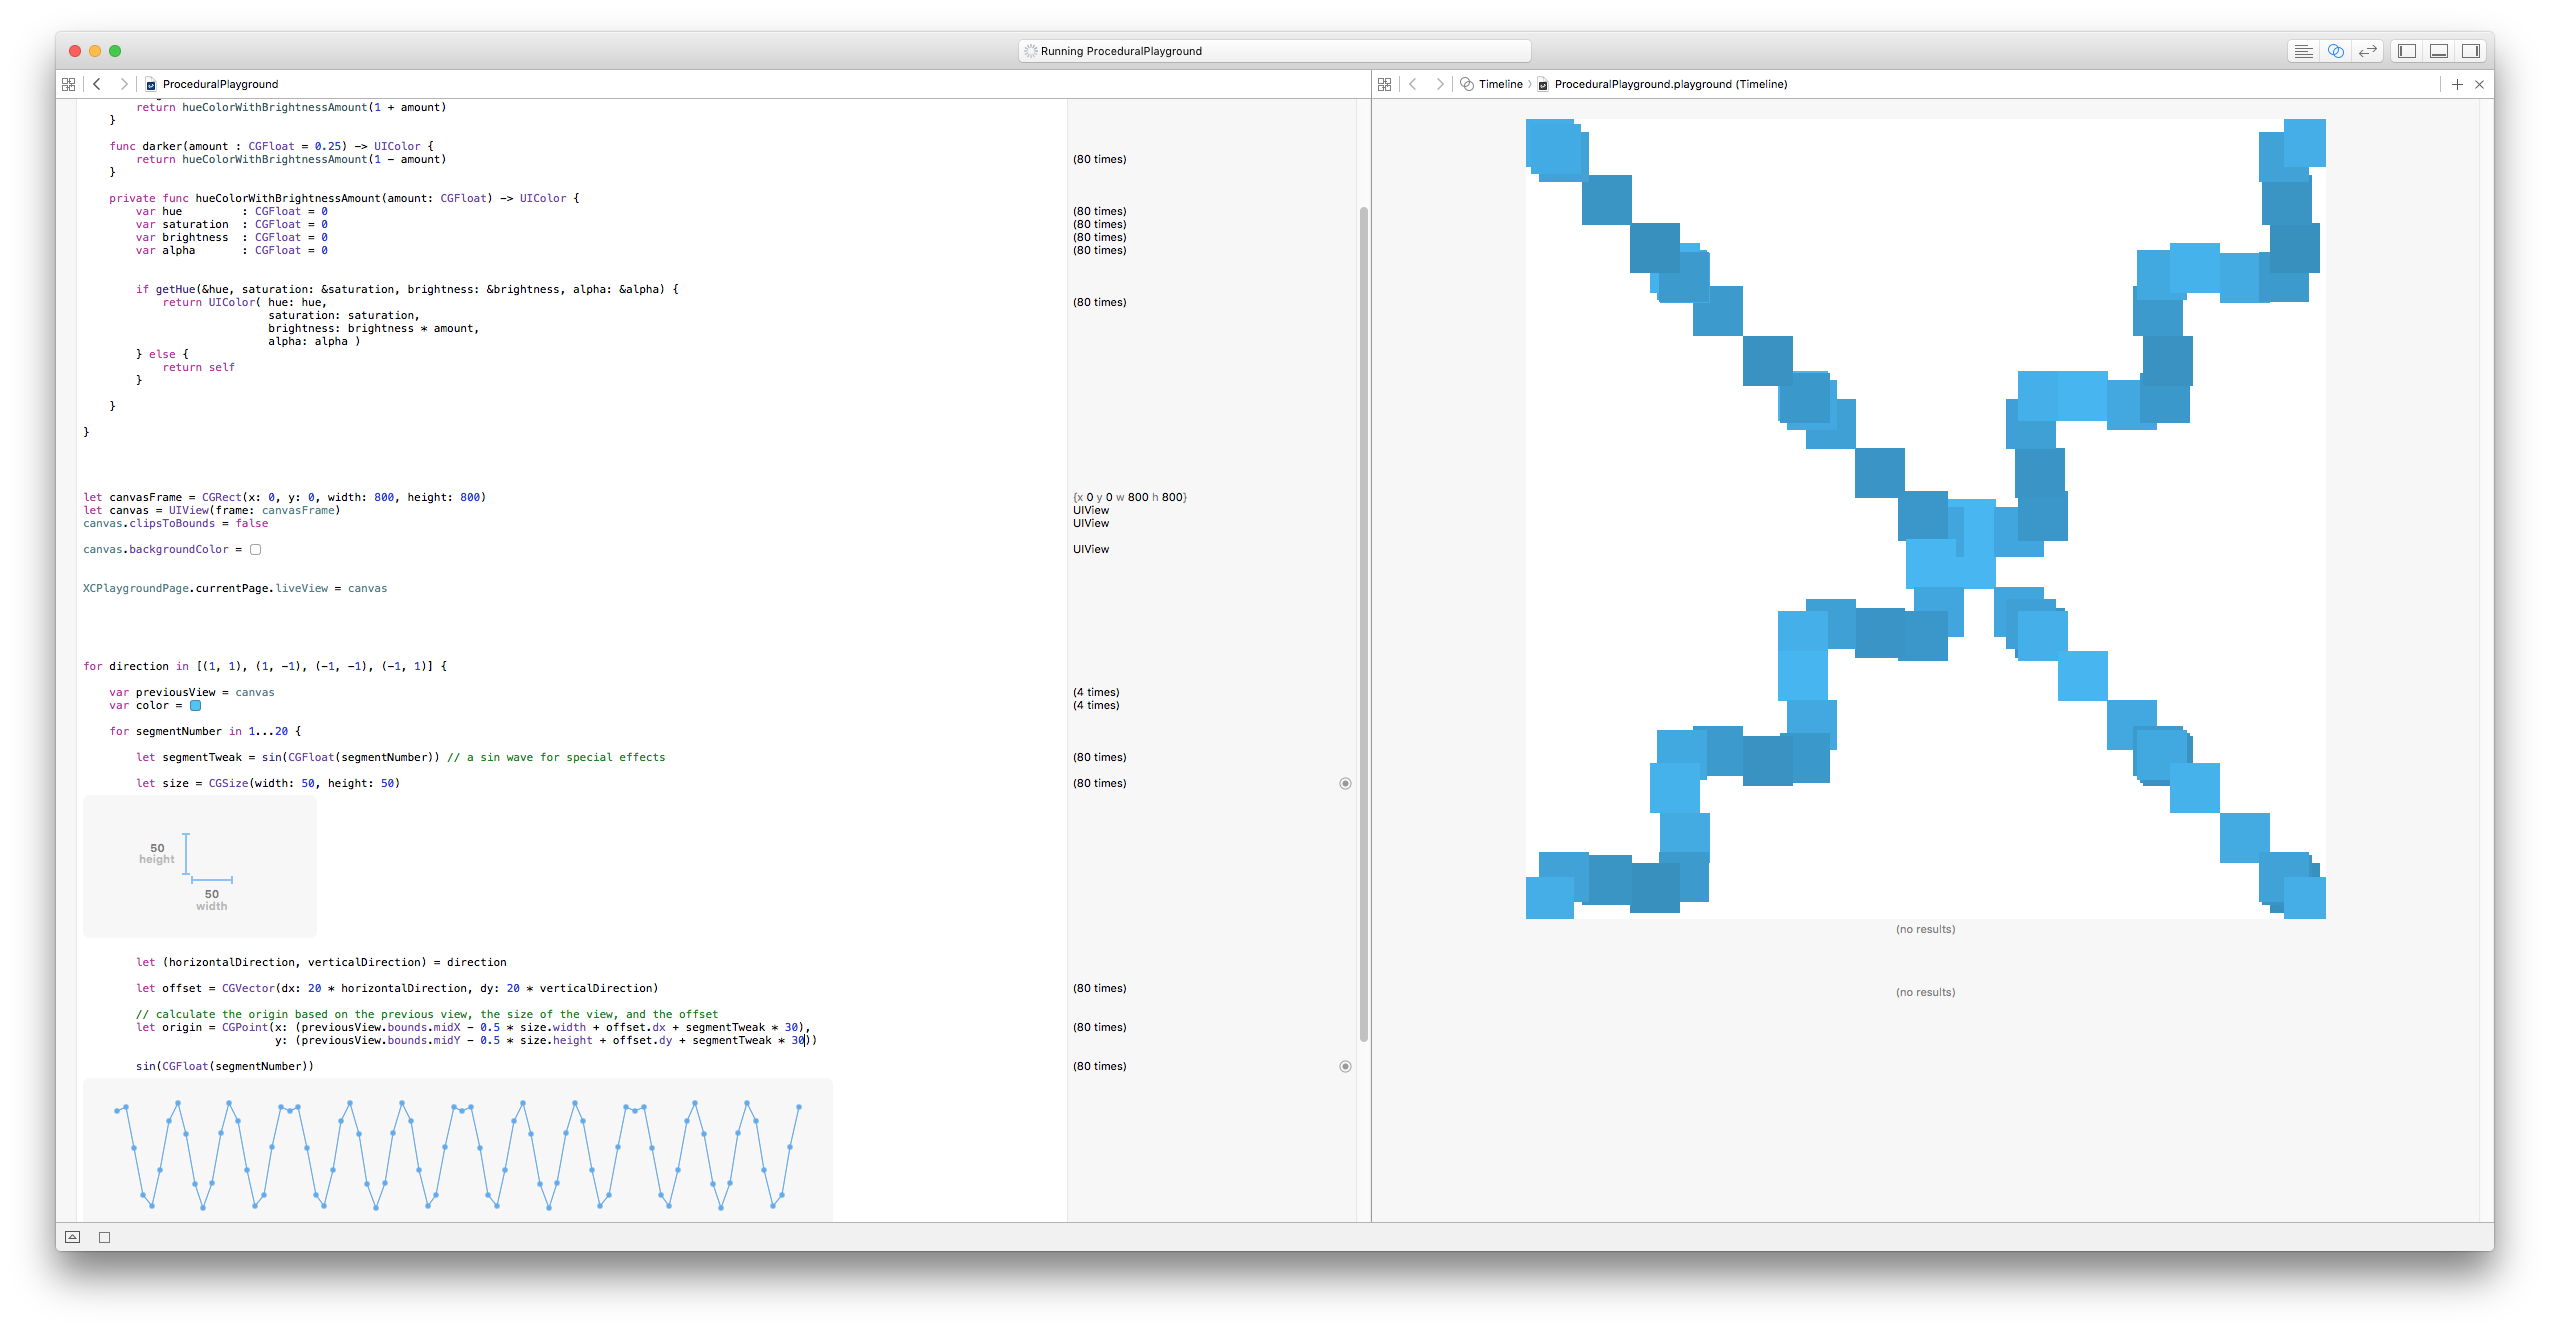 Running ProceduralPlayground
ProceduralPlayground
Timeline
ProceduralPlayground.playground (Timeline)
return hueColorWithBrightnessAmount(1 + amount)
}
func darker(amount : CGFloat = 0.25) -> UIColor {
return hueColorWithBrightnessAmount(1 - amount)
(80 times)
}
private func hueColorWithBrightnessAmount(amount: CGFloat) -> UIColor {
var hue : CGFloat = 0
(80 times)
var saturation : CGFloat = 0
(80 times)
var brightness : CGFloat = 0
(80 times)
var alpha : CGFloat = 0
(80 times)
if getHue(&hue, saturation: &saturation, brightness: &brightness, alpha: &alpha) {
return UIColor( hue: hue,
(80 times)
saturation: saturation,
brightness: brightness * amount,
alpha: alpha )
} else {
return self
}
}
}
let canvasFrame = CGRect(x: 0, y: 0, width: 800, height: 800)
{x 0 y 0 w 800 h 800}
let canvas = UIView(frame: canvasFrame)
UIView
canvas.clipsToBounds = false
UIView
canvas.backgroundColor =
UIView
XCPlaygroundPage.currentPage.liveView = canvas
for direction in [(1, 1), (1, -1), (-1, -1), (-1, 1)] {
var previousView = canvas
(4 times)
var color =
(4 times)
for segmentNumber in 1...20 {
let segmentTweak = sin(CGFloat(segmentNumber)) // a sin wave for special effects
(80 times)
let size = CGSize(width: 50, height: 50)
(80 times)
50
height
50
width
let (horizontalDirection, verticalDirection) = direction
let offset = CGVector(dx: 20 * horizontalDirection, dy: 20 * verticalDirection)
(80 times)
// calculate the origin based on the previous view, the size of the view, and the offset
let origin = CGPoint(x: (previousView.bounds.midX - 0.5 * size.width + offset.dx + segmentTweak * 30),
(80 times)
y: (previousView.bounds.midY - 0.5 * size.height + offset.dy + segmentTweak * 30))
sin(CGFloat(segmentNumber))
(80 times)
(no results)
(no results)